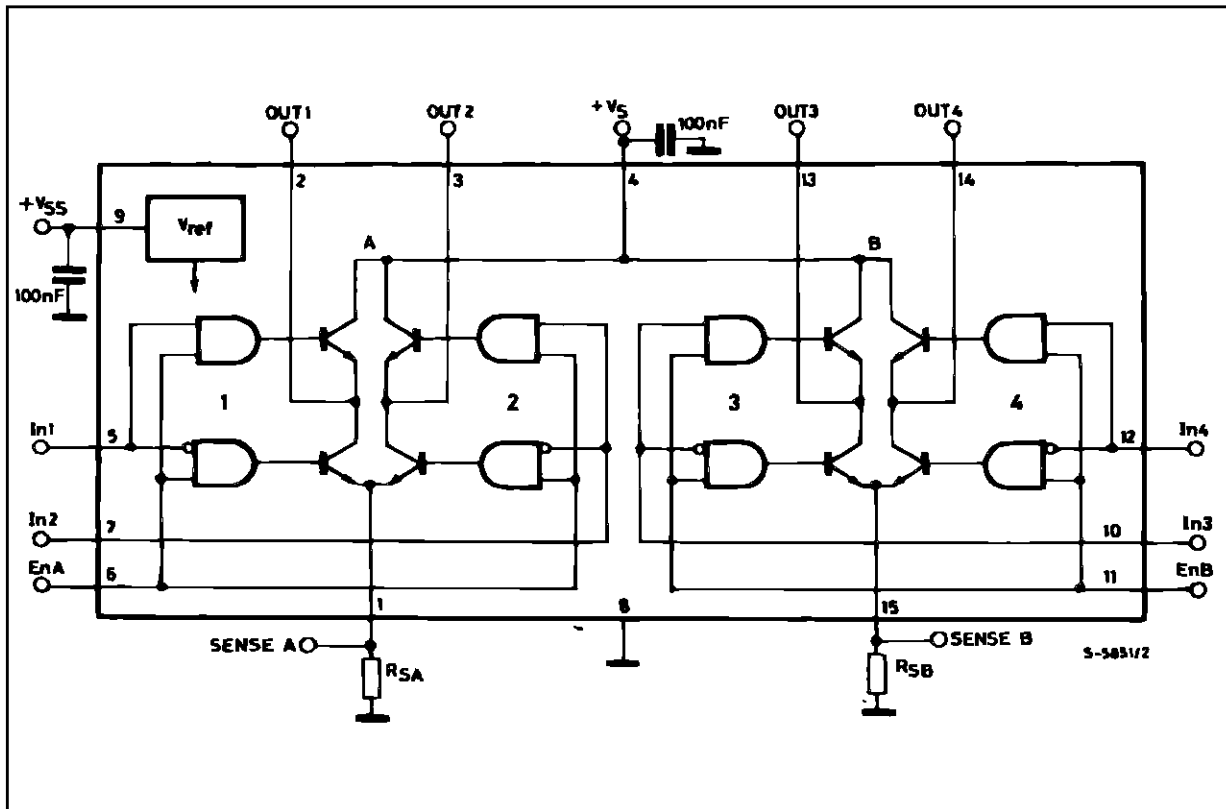 OUT1
OUT2
+VS
100nF
OUT3
OUT4
2
3
4
13
14
+VSS
9
Vref
A
B
100nF
1
2
3
4
In1
5
12
In4
In2
7
10
In3
EnA
6
11
EnB
1
8
15
SENSE A
SENSE B
S-5851/2
RSA
RSB